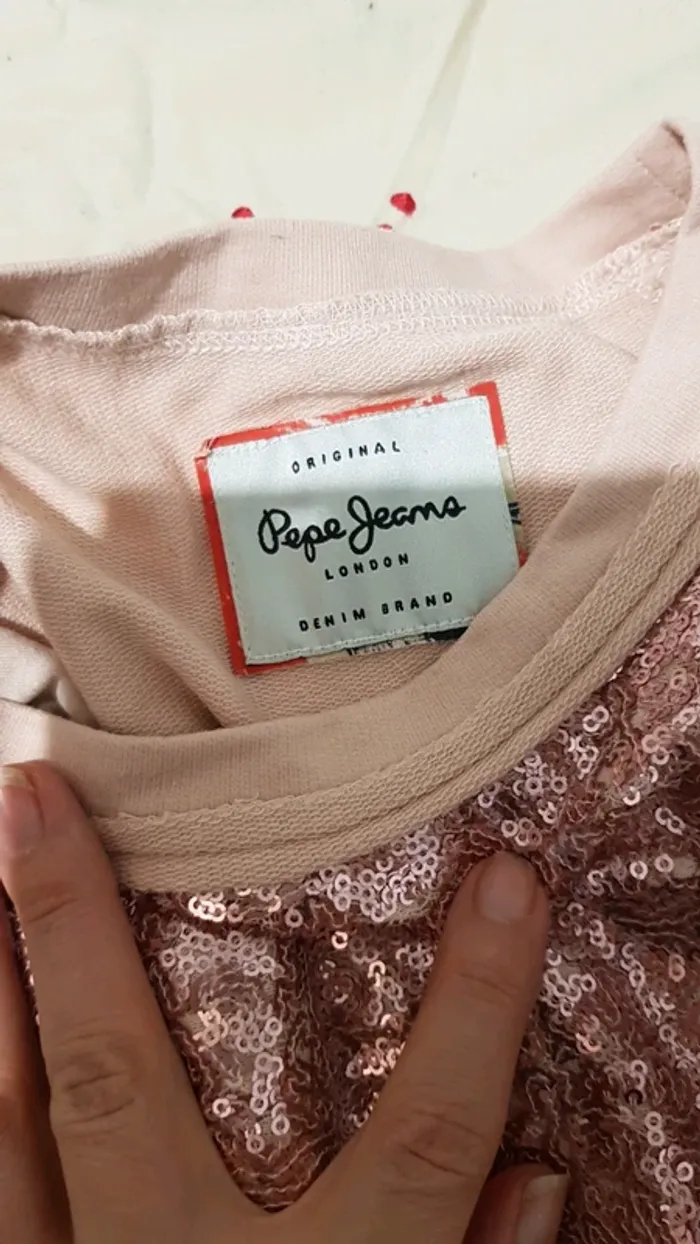 ORIGINAL
Pepe Jeans
LONDON
DENIM BRAND